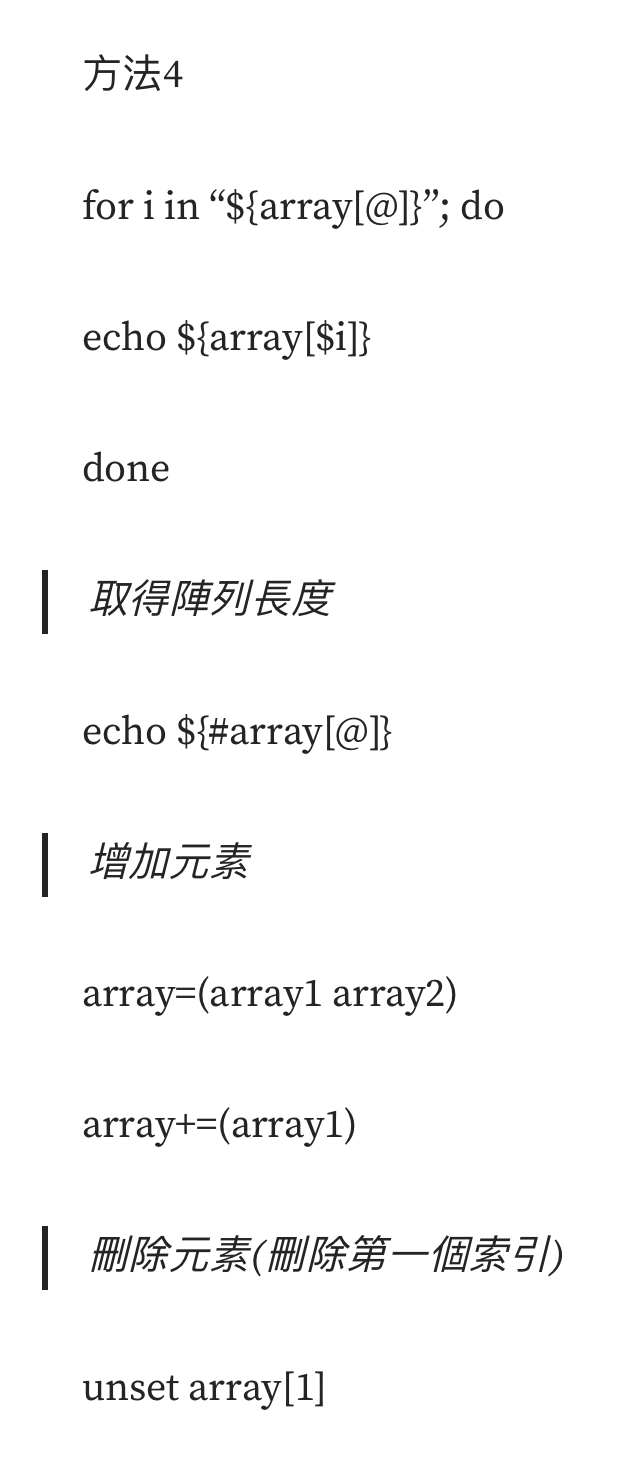 方法4
for i in “${array[@]}”; do
echo ${array[$i]}
done
取得陣列長度
echo ${#array[@]}
增加元素
array=(array1 array2)
array+=(array1)
刪除元素(刪除第一個索引)
unset array[1]